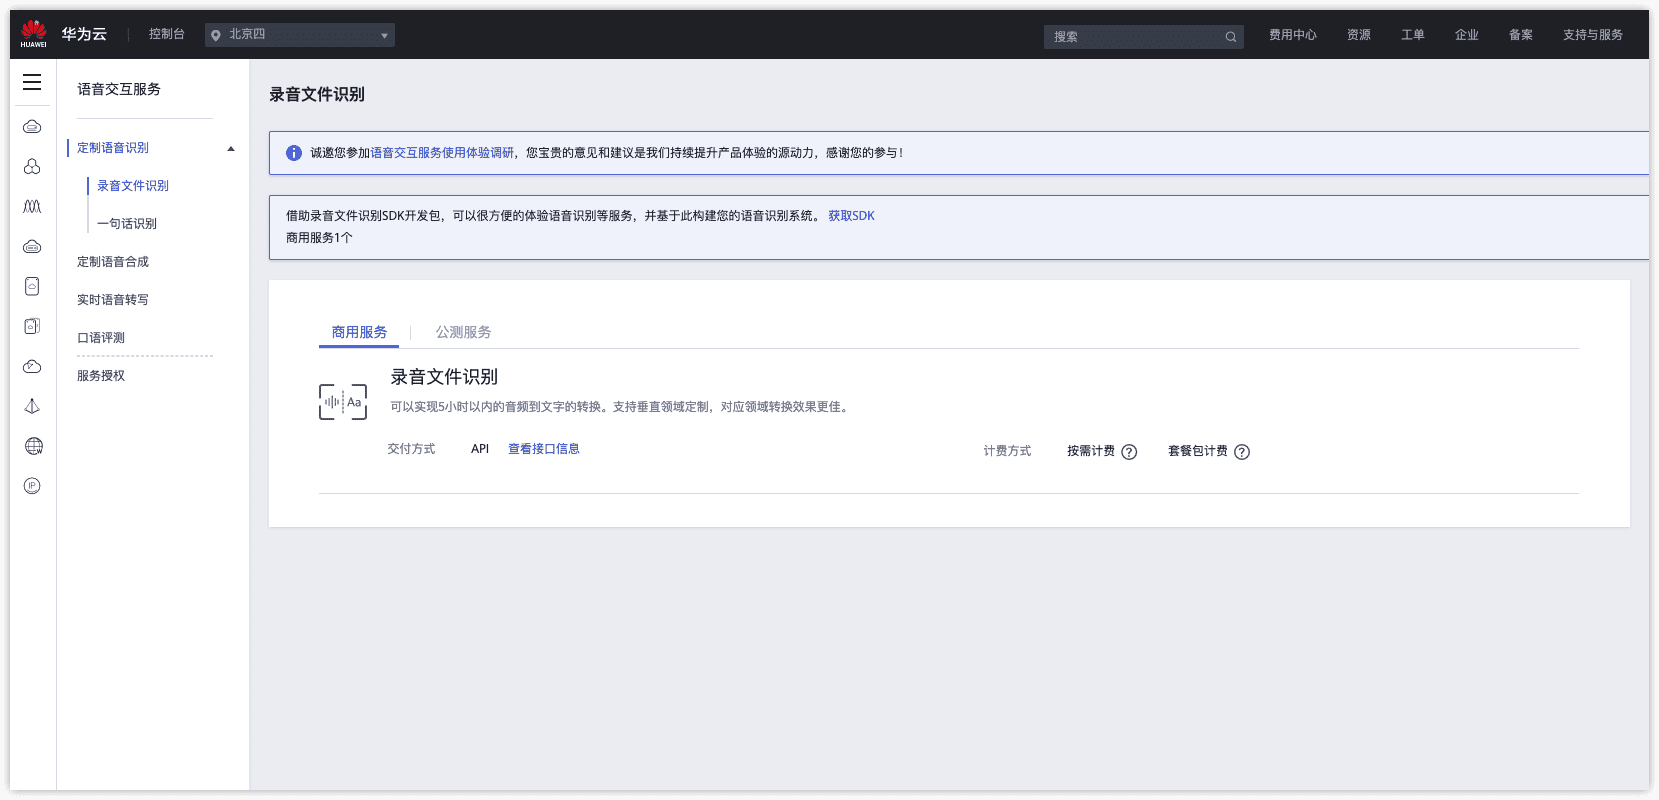 HUAWEI
华为云
控制台
北京四
搜索
费用中心
资源
工单
企业
备案
支持与服务
语音交互服务
定制语音识别
录音文件识别
一句话识别
定制语音合成
实时语音转写
口语评测
服务授权
录音文件识别
诚邀您参加语音交互服务使用体验调研，您宝贵的意见和建议是我们持续提升产品体验的源动力，感谢您的参与！
借助录音文件识别SDK开发包，可以很方便的体验语音识别等服务，并基于此构建您的语音识别系统。 获取SDK
商用服务1个
商用服务
公测服务
Aa
录音文件识别
可以实现5小时以内的音频到文字的转换。支持垂直领域定制，对应领域转换效果更佳。
交付方式 API 查看接口信息
计费方式 按需计费 ? 套餐包计费 ?
IP